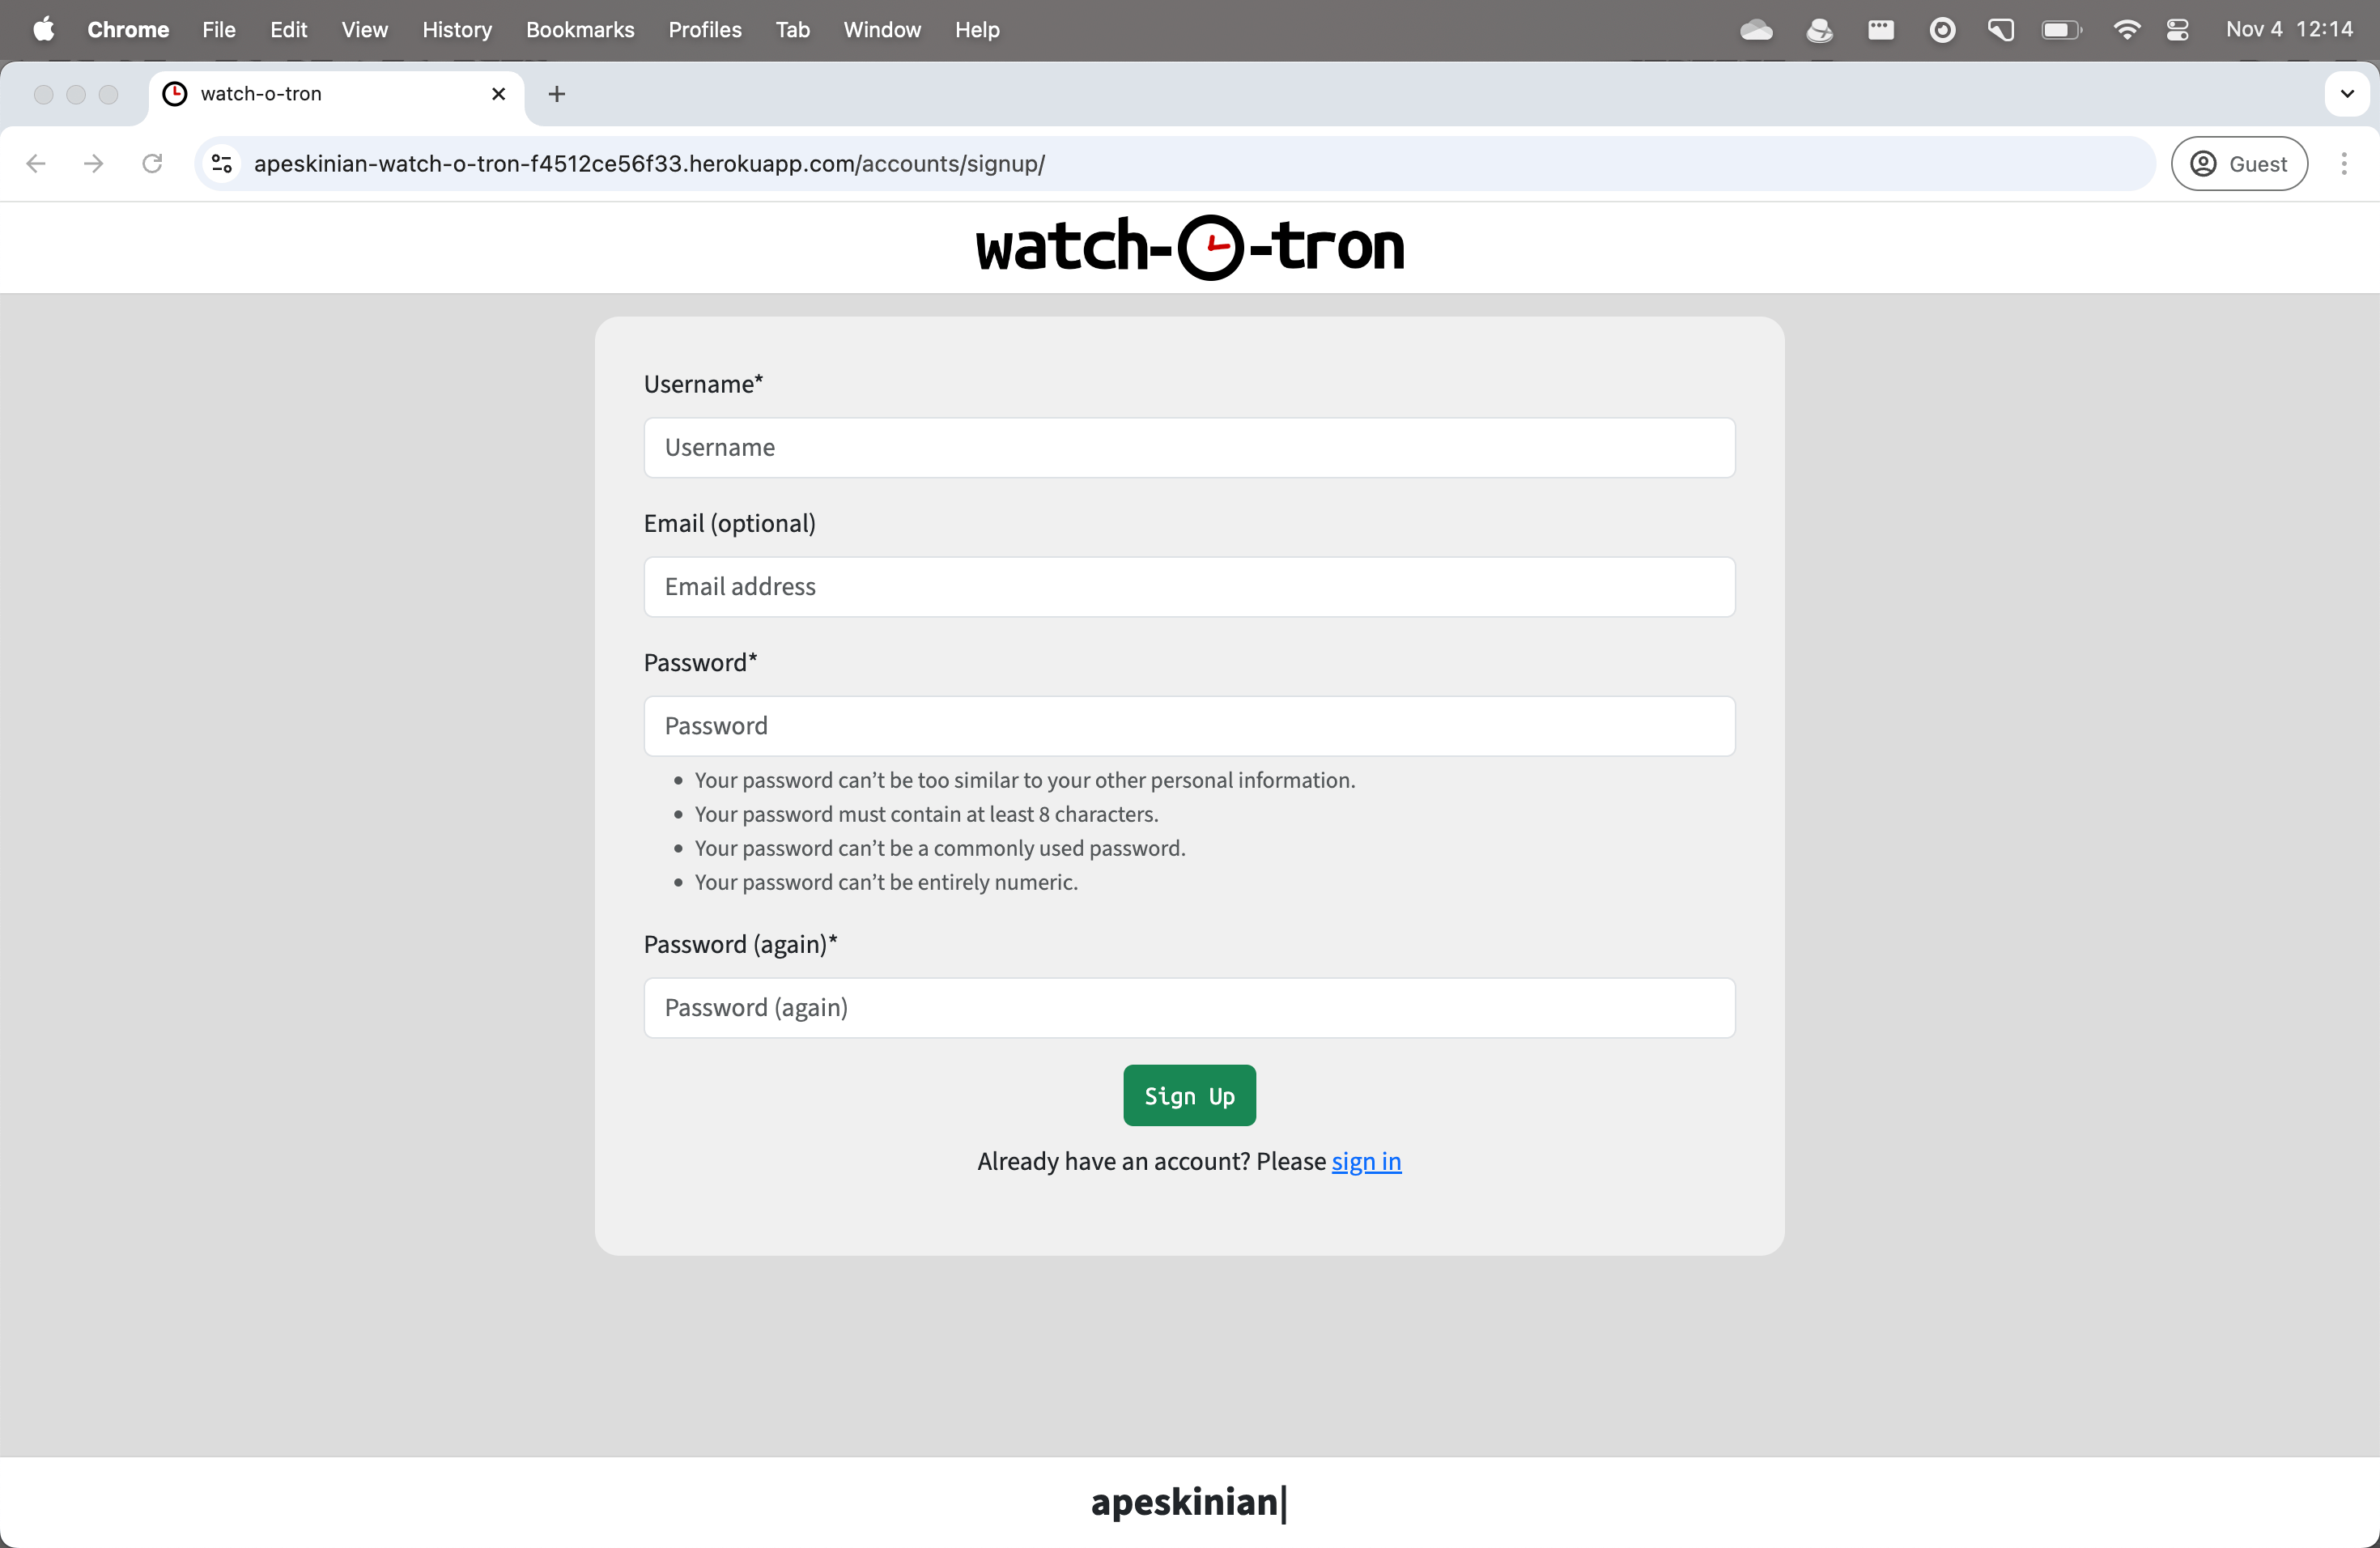 Chrome File Edit View History Bookmarks Profiles Tab Window Help Nov 4 12:14
watch-o-tron
apeskinian-watch-o-tron-f4512ce56f33.herokuapp.com/accounts/signup/ Guest
watch-o-tron
Username*
Username
Email (optional)
Email address
Password*
Password
Your password can’t be too similar to your other personal information.
Your password must contain at least 8 characters.
Your password can’t be a commonly used password.
Your password can’t be entirely numeric.
Password (again)*
Password (again)
Sign Up
Already have an account? Please sign in
apeskinian|